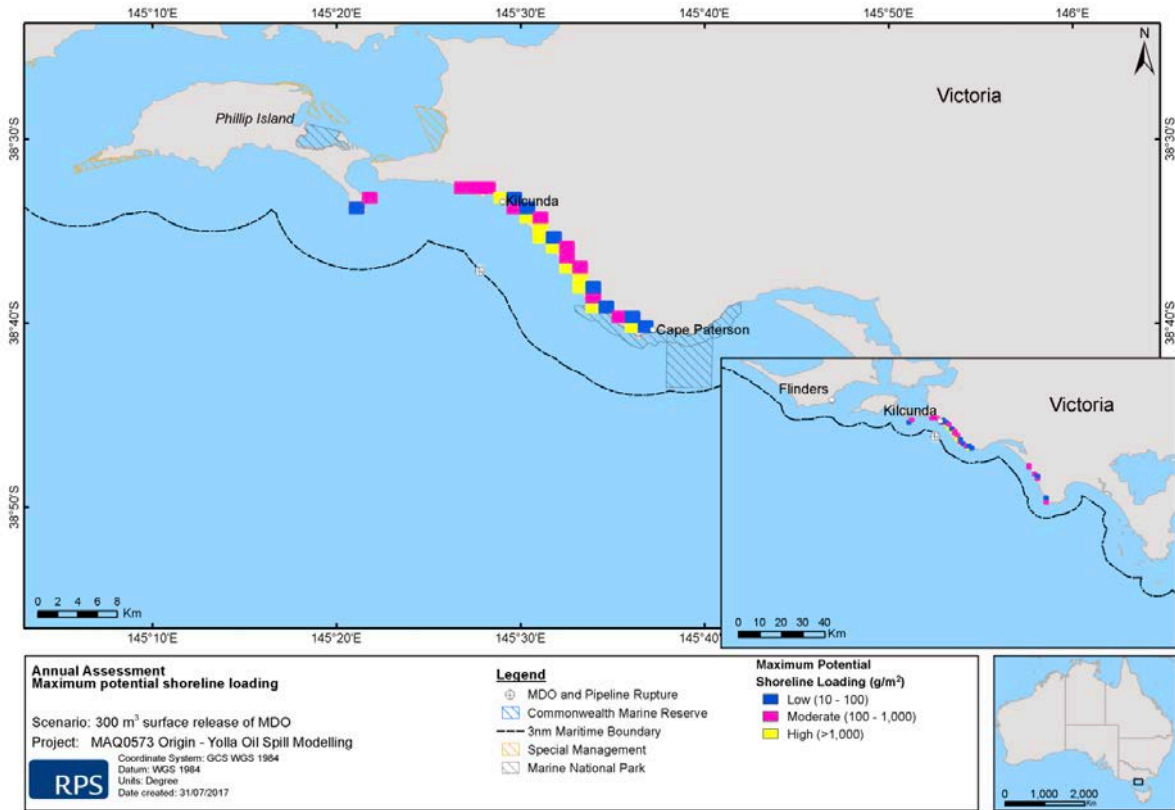 145°10'E 145°20'E 145°30'E 145°40'E 145°50'E 146°E
N
Victoria
Phillip Island
38°30'S 38°30'S
Kilcunda
38°40'S 38°40'S
Cape Paterson
Flinders
Kilcunda
Victoria
38°50'S
0 2 4 6 8 Km
0 10 20 30 40 Km
145°10'E 145°20'E 145°30'E 145°40'E
Annual Assessment
Maximum potential shoreline loading
Scenario: 300 m³ surface release of MDO
Project: MAQ0573 Origin - Yolla Oil Spill Modelling
RPS
Coordinate System: GCS WGS 1984
Datum: WGS 1984
Units: Degree
Date created: 31/07/2017
Legend
MDO and Pipeline Rupture
Commonwealth Marine Reserve
3nm Maritime Boundary
Special Management
Marine National Park
Maximum Potential
Shoreline Loading (g/m²)
Low (10 - 100)
Moderate (100 - 1,000)
High (>1,000)
0 1,000 2,000 Km